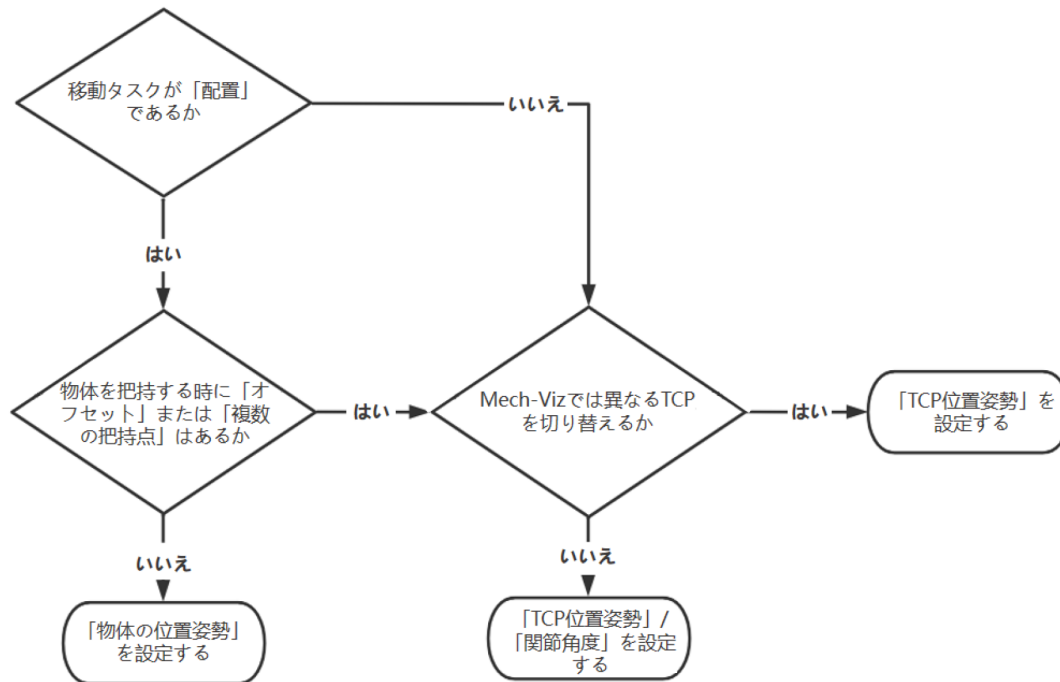 移動タスクが「配置」
であるか
いいえ
はい
物体を把持する時に「オ
フセット」または「複数
の把持点」はあるか
はい
Mech-Vizでは異なるTCP
を切り替えるか
はい
「TCP位置姿勢」を
設定する
いいえ
いいえ
「物体の位置姿勢」
を設定する
「TCP位置姿勢」/
「関節角度」を設定
する